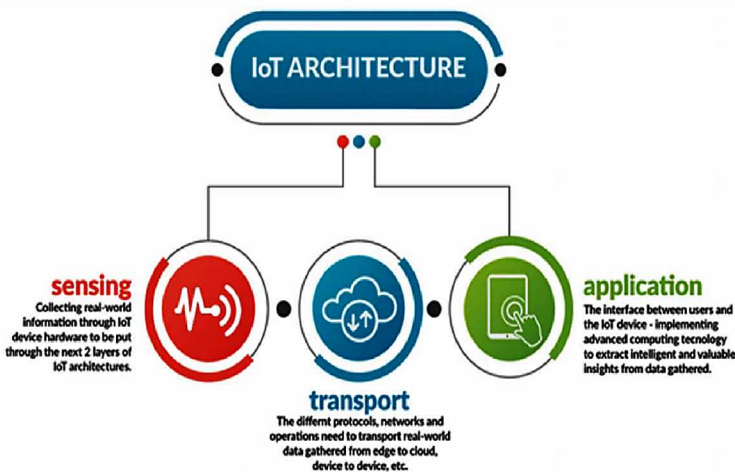 IoT ARCHITECTURE
sensing
Collecting real-world
information through IoT
device hardware to be put
through the next 2 layers of
IoT architectures.
transport
The differnt protocols, networks and
operations need to transport real-world
data gathered from edge to cloud,
device to device, etc.
application
The interface between users and
the IoT device - implementing
advanced computing tecnology
to extract intelligent and valuable
insights from data gathered.